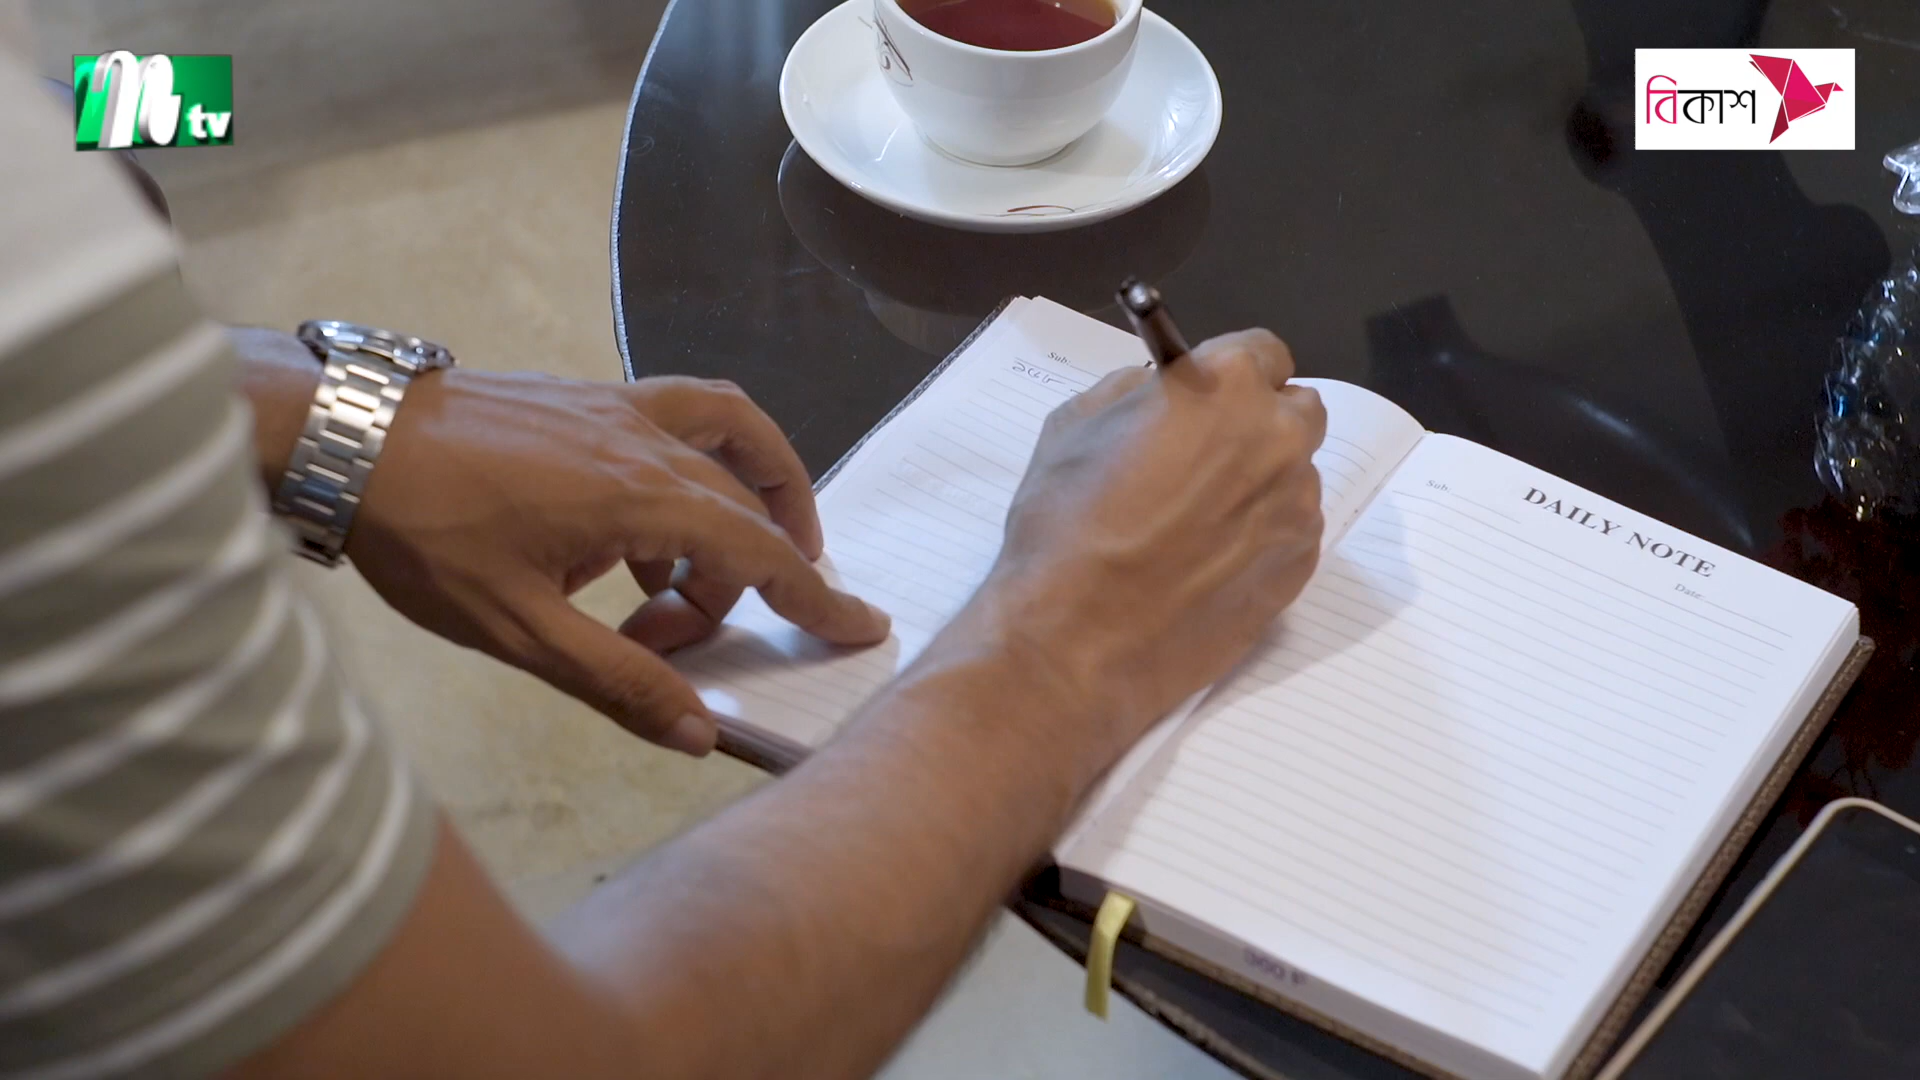 tv
বিকাশ
Sub:
Sub:
DAILY NOTE
Date: